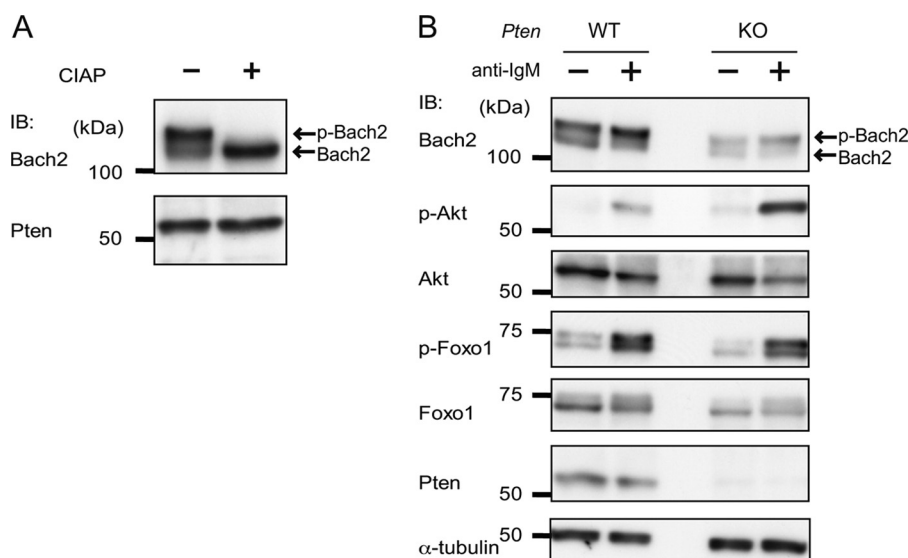 A
CIAP
− +
IB: (kDa)
Bach2
100
←p-Bach2
←Bach2
Pten
50
B
Pten WT KO
anti-IgM − + − +
IB: (kDa)
Bach2
100
←p-Bach2
←Bach2
p-Akt
50
Akt
50
p-Foxo1
75
Foxo1
75
Pten
50
α-tubulin
50